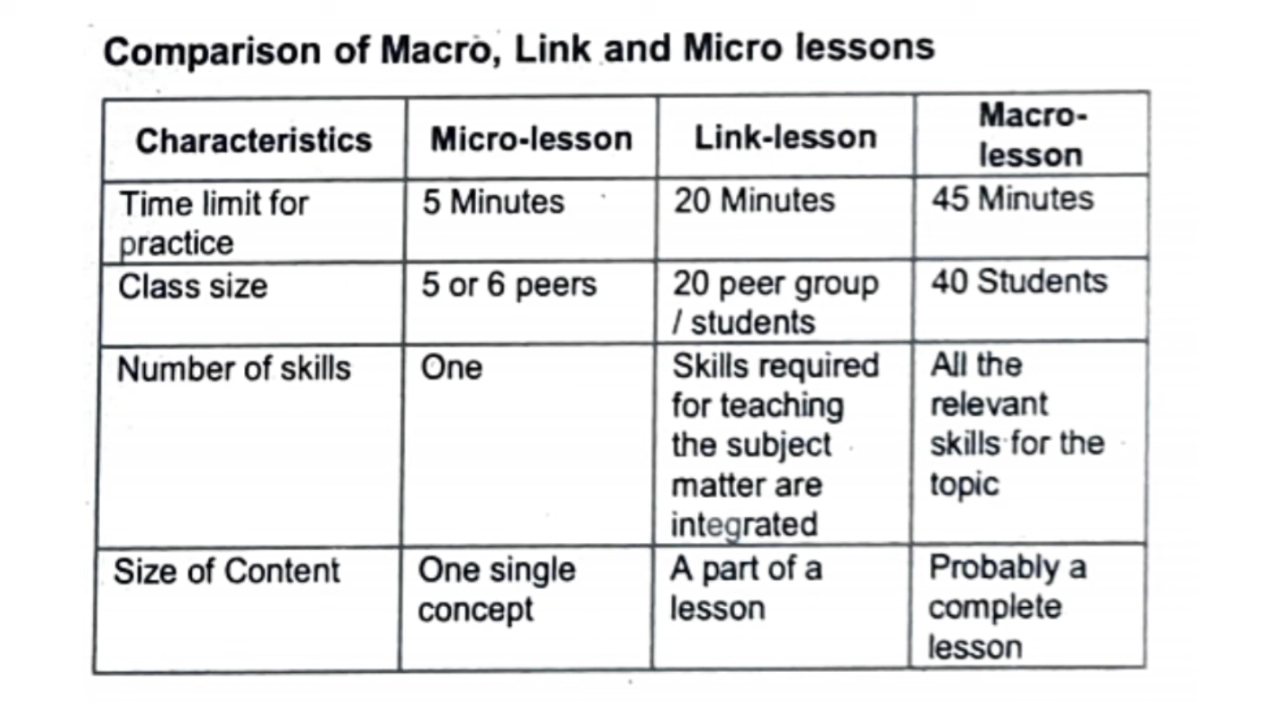 Comparison of Macro, Link and Micro lessons
Characteristics Micro-lesson Link-lesson Macro-
lesson
Time limit for
practice 5 Minutes 20 Minutes 45 Minutes
Class size 5 or 6 peers 20 peer group
/ students 40 Students
Number of skills One Skills required
for teaching
the subject
matter are
integrated All the
relevant
skills for the
topic
Size of Content One single
concept A part of a
lesson Probably a
complete
lesson